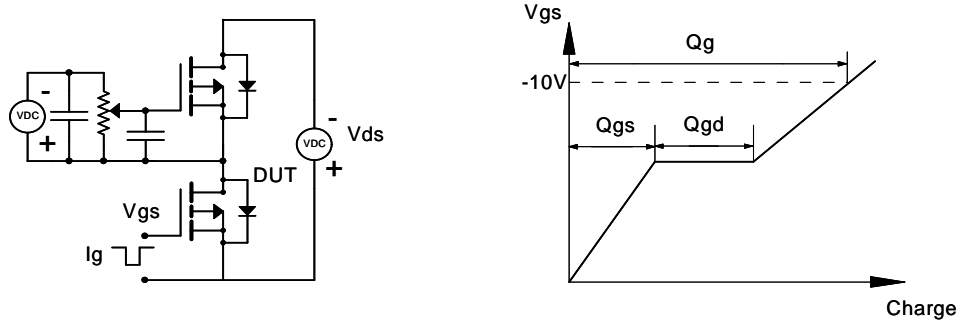 -
VDC
+
Vgs
Ig
DUT
-
VDC
+
Vds
Vgs
Qg
-10V
Qgs
Qgd
Charge